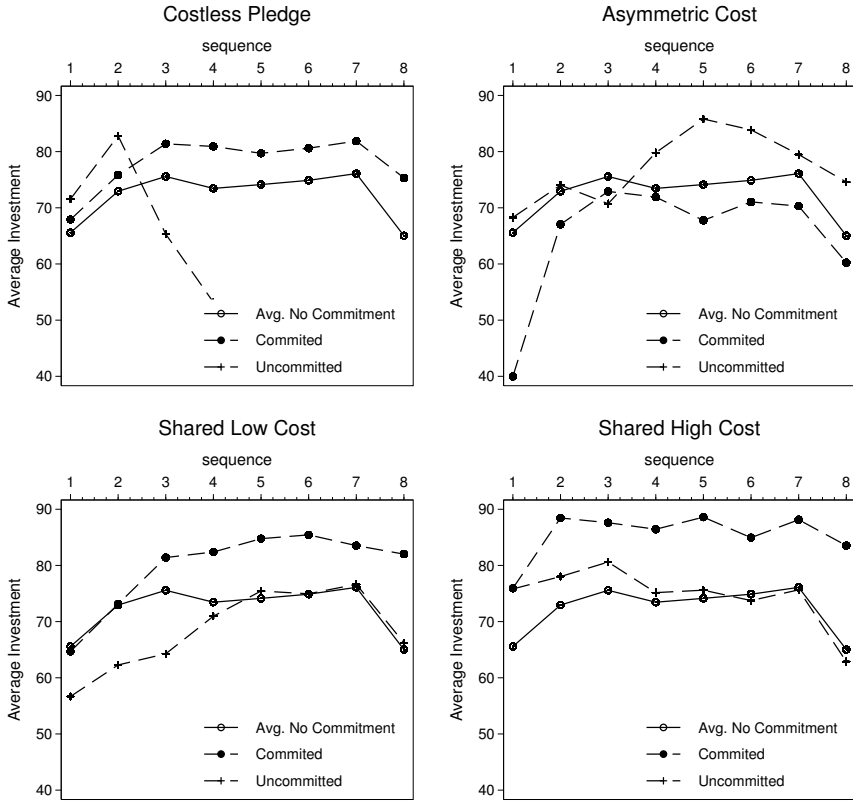 Costless Pledge
sequence
1 2 3 4 5 6 7 8
90
80
70
60
50
40
Average Investment
Avg. No Commitment
Commited
Uncommitted
Asymmetric Cost
sequence
1 2 3 4 5 6 7 8
90
80
70
60
50
40
Average Investment
Avg. No Commitment
Commited
Uncommitted
Shared Low Cost
sequence
1 2 3 4 5 6 7 8
90
80
70
60
50
40
Average Investment
Avg. No Commitment
Commited
Uncommitted
Shared High Cost
sequence
1 2 3 4 5 6 7 8
90
80
70
60
50
40
Average Investment
Avg. No Commitment
Commited
Uncommitted